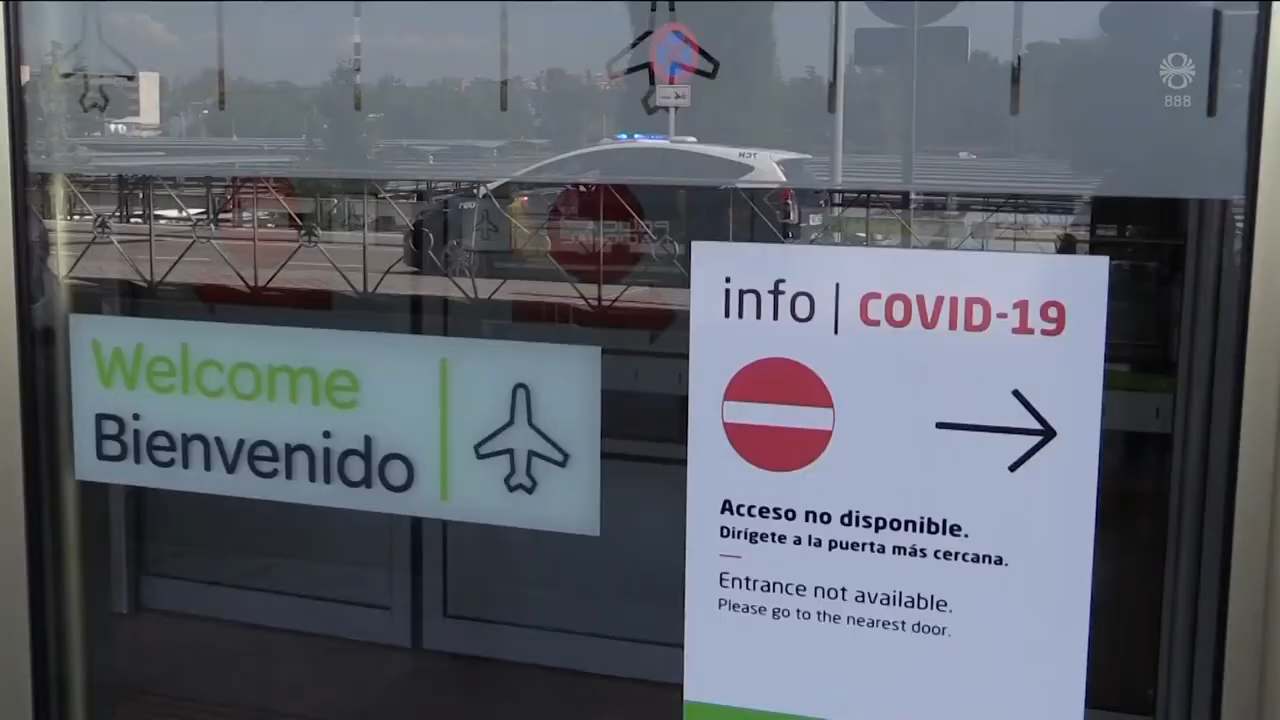 888
Welcome
Bienvenido
info | COVID-19
Acceso no disponible.
Dirígete a la puerta más cercana.
Entrance not available.
Please go to the nearest door.